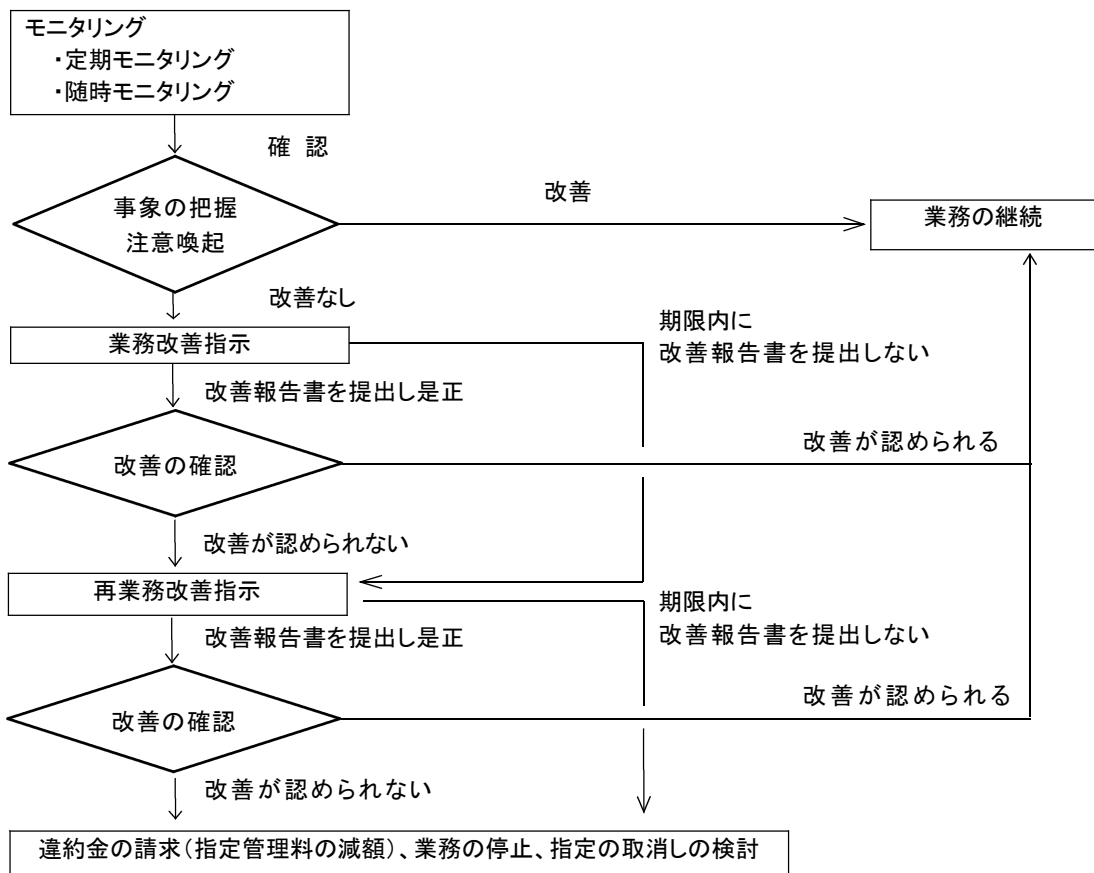 モニタリング
・定期モニタリング
・随時モニタリング
確 認
事象の把握
注意喚起
改善
業務の継続
改善なし
業務改善指示
期限内に
改善報告書を提出しない
改善報告書を提出し是正
改善の確認
改善が認められる
改善が認められない
再業務改善指示
期限内に
改善報告書を提出しない
改善報告書を提出し是正
改善の確認
改善が認められる
改善が認められない
違約金の請求(指定管理料の減額)、業務の停止、指定の取消しの検討